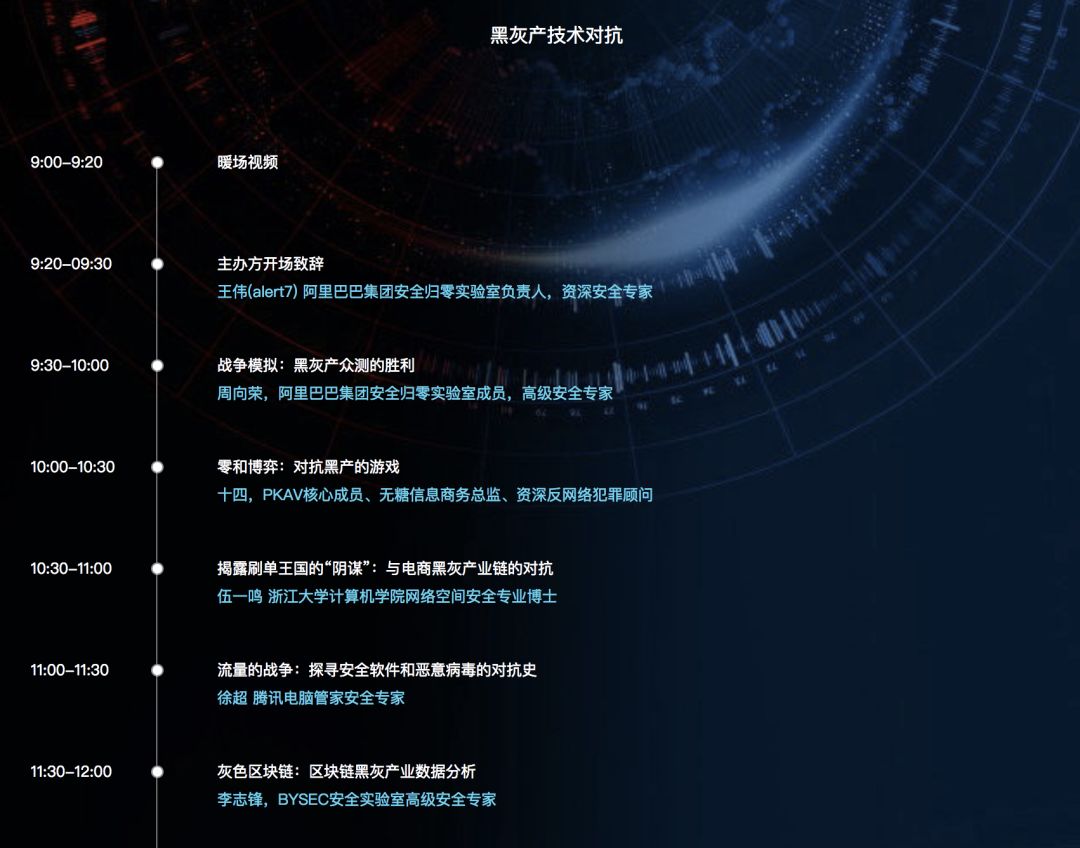 黑灰产技术对抗
9:00-9:20
暖场视频
9:20-09:30
主办方开场致辞
王伟(alert7) 阿里巴巴集团安全归零实验室负责人，资深安全专家
9:30-10:00
战争模拟：黑灰产众测的胜利
周向荣，阿里巴巴集团安全归零实验室成员，高级安全专家
10:00-10:30
零和博弈：对抗黑产的游戏
十四，PKAV核心成员、无糖信息商务总监、资深反网络犯罪顾问
10:30-11:00
揭露刷单王国的“阴谋”：与电商黑灰产业链的对抗
伍一鸣 浙江大学计算机学院网络空间安全专业博士
11:00-11:30
流量的战争：探寻安全软件和恶意病毒的对抗史
徐超 腾讯电脑管家安全专家
11:30-12:00
灰色区块链：区块链黑灰产业数据分析
李志锋，BYSEC安全实验室高级安全专家